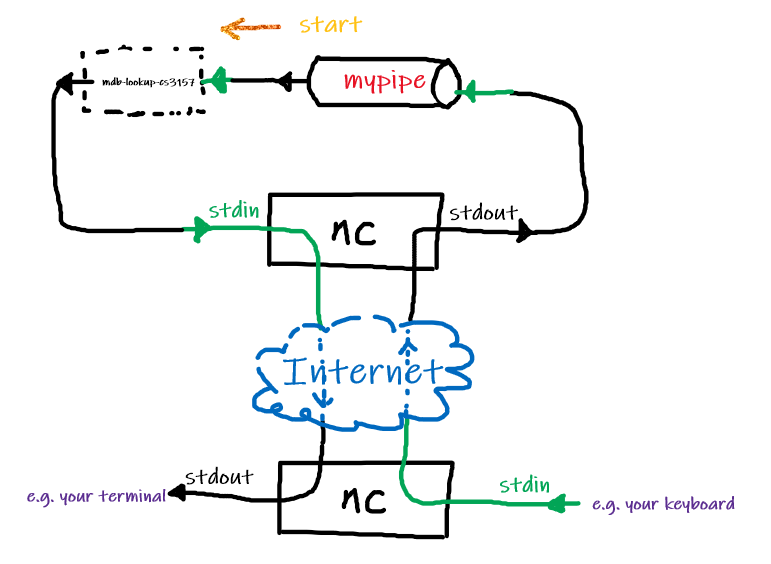 start
mdb-lookup-cs3157
mypipe
stdin
nc
stdout
Internet
stdout
nc
stdin
e.g. your terminal
e.g. your keyboard